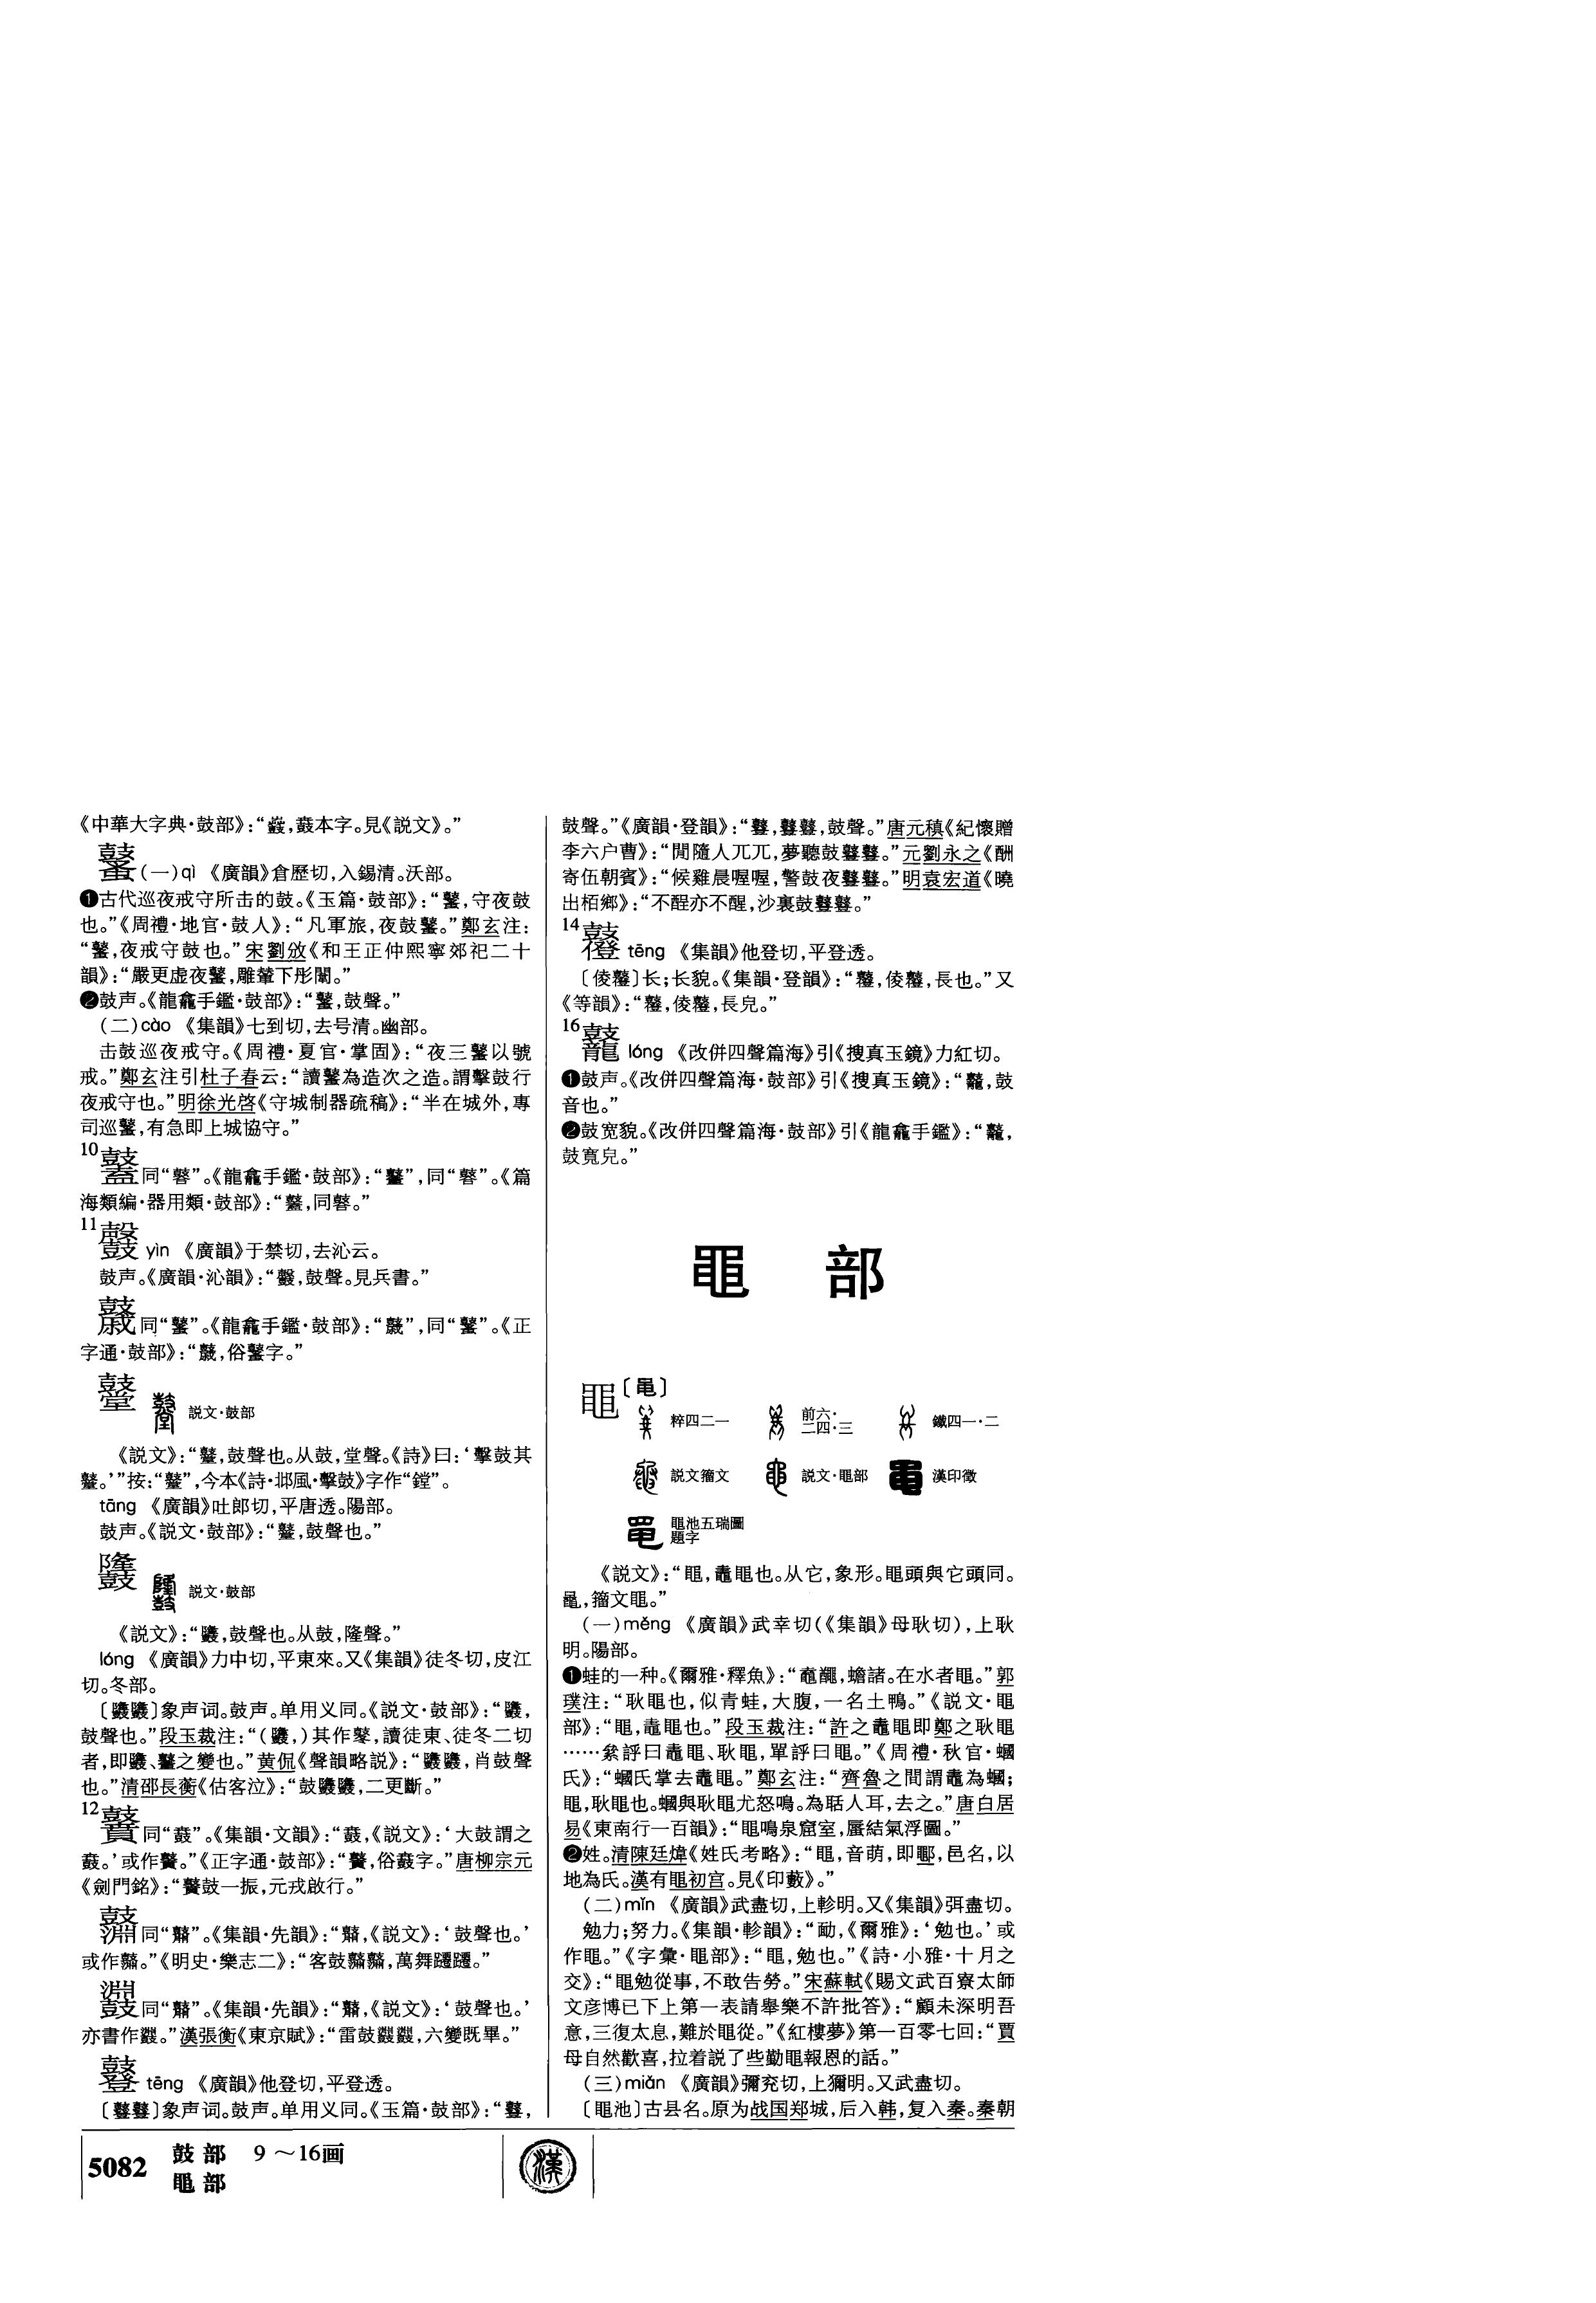 《中華大字典·鼓部》：“鼖，鼖本字。見《説文》。”
鼜(一)qì 《廣韻》倉歷切，入錫清。沃部。
❶古代巡夜戒守所击的鼓。《玉篇·鼓部》：“鼜，守夜鼓
也。”《周禮·地官·鼓人》：“凡軍旅，夜鼓鼜。”鄭玄注：
“鼜，夜戒守鼓也。”宋劉攽《和王正仲熙寧郊祀二十
韻》：“嚴更虚夜鼜，雕輦下彤闈。”
❷鼓声。《龍龕手鑑·鼓部》：“鼜，鼓聲。”
(二)cào 《集韻》七到切，去号清。幽部。
击鼓巡夜戒守。《周禮·夏官·掌固》：“夜三鼜以號
戒。”鄭玄注引杜子春云：“讀鼜為造次之造。謂擊鼓行
夜戒守也。”明徐光啓《守城制器疏稿》：“半在城外，專
司巡鼜，有急即上城協守。”
10
同“鼛”。《龍龕手鑑·鼓部》：“”，同“鼛”。《篇
海類編·器用類·鼓部》：“，同鼛。”
11
yìn 《廣韻》于禁切，去沁云。
鼓声。《廣韻·沁韻》：“，鼓聲。見兵書。”
同“鼜”。《龍龕手鑑·鼓部》：“”，同“鼜”。《正
字通·鼓部》：“，俗鼜字。”
鼞 説文·鼓部
《説文》：“鼞，鼓聲也。从鼓，堂聲。《詩》曰：‘擊鼓其
鼞。’”按：“鼞”，今本《詩·邶風·擊鼓》字作“鏜”。
tāng 《廣韻》吐郎切，平唐透。陽部。
鼓声。《説文·鼓部》：“鼞，鼓聲也。”
説文·鼓部
《説文》：“，鼓聲也。从鼓，隆聲。”
lóng 《廣韻》力中切，平東來。又《集韻》徒冬切，皮江
切。冬部。
〔〕象声词。鼓声。单用义同。《説文·鼓部》：“，
鼓聲也。”段玉裁注：“(，)其作鼕，讀徒東、徒冬二切
者，即、之變也。”黄侃《聲韻略説》：“，肖鼓聲
也。”清邵長蘅《估客泣》：“鼓，二更斷。”
12
同“鼖”。《集韻·文韻》：“鼖，《説文》：‘大鼓謂之
鼖。’或作。”《正字通·鼓部》：“，俗鼖字。”唐柳宗元
《劍門銘》：“鼓一振，元戎啟行。”
同“鼘”。《集韻·先韻》：“鼘，《説文》：‘鼓聲也。’
或作。”《明史·樂志二》：“客鼓，萬舞躚躚。”
同“鼘”。《集韻·先韻》：“鼘，《説文》：‘鼓聲也。’
亦書作鼝。”漢張衡《東京賦》：“雷鼓鼝鼝，六變既畢。”
鼟 tēng 《廣韻》他登切，平登透。
〔鼟鼟〕象声词。鼓声。单用义同。《玉篇·鼓部》：“鼟，
鼓聲。”《廣韻·登韻》：“鼟，鼟鼟，鼓聲。”唐元稹《紀懷贈
李六户曹》：“閒隨人兀兀，夢聽鼓鼟鼟。”元劉永之《酬
寄伍朝賓》：“候雞晨喔喔，警鼓夜鼟鼟。”明袁宏道《曉
出栢鄉》：“不酲亦不醒，沙裏鼓鼟鼟。”
14
tēng 《集韻》他登切，平登透。
〔倰〕长；长貌。《集韻·登韻》：“，倰，長也。”又
《等韻》：“，倰，長皃。”
16
lóng 《改併四聲篇海》引《搜真玉鏡》力紅切。
❶鼓声。《改併四聲篇海·鼓部》引《搜真玉鏡》：“，鼓
音也。”
❷鼓宽貌。《改併四聲篇海·鼓部》引《龍龕手鑑》：“，
鼓寬皃。”
黽 部
黽〔黾〕
粹四二一 前六·二四·三 鐵四一·二
説文籀文 説文·黽部 漢印徵
黽池五瑞圖題字
《説文》：“黽，鼃黽也。从它，象形。黽頭與它頭同。
，籀文黽。”
(一)měng 《廣韻》武幸切(《集韻》母耿切)，上耿
明。陽部。
❶蛙的一种。《爾雅·釋魚》：“鼀𪓰，蟾諸。在水者黽。”郭
璞注：“耿黽也，似青蛙，大腹，一名土鴨。”《説文·黽
部》：“黽，鼃黽也。”段玉裁注：“許之鼃黽即鄭之耿黽
……絫評曰鼃黽、耿黽，單評曰黽。”《周禮·秋官·蟈
氏》：“蟈氏掌去鼃黽。”鄭玄注：“齊魯之間謂鼃為蟈；
黽，耿黽也。蟈與耿黽尤怒鳴。為聒人耳，去之。”唐白居
易《東南行一百韻》：“黽鳴泉窟室，蜃結氣浮圖。”
❷姓。清陳廷煒《姓氏考略》：“黽，音萌，即鄳，邑名，以
地為氏。漢有黽初宫。見《印藪》。”
(二)mǐn 《廣韻》武盡切，上軫明。又《集韻》弭盡切。
勉力；努力。《集韻·軫韻》：“勔，《爾雅》：‘勉也。’或
作黽。”《字彙·黽部》：“黽，勉也。”《詩·小雅·十月之
交》：“黽勉從事，不敢告勞。”宋蘇軾《賜文武百寮太師
文彦博已下上第一表請舉樂不許批答》：“顧未深明吾
意，三復太息，難於黽從。”《紅樓夢》第一百零七回：“賈
母自然歡喜，拉着説了些勤黽報恩的話。”
(三)miǎn 《廣韻》彌兖切，上獮明。又武盡切。
〔黽池〕古县名。原为战国郑城，后入韩，复入秦。秦朝
5082 鼓部 黽部 9～16画
漢